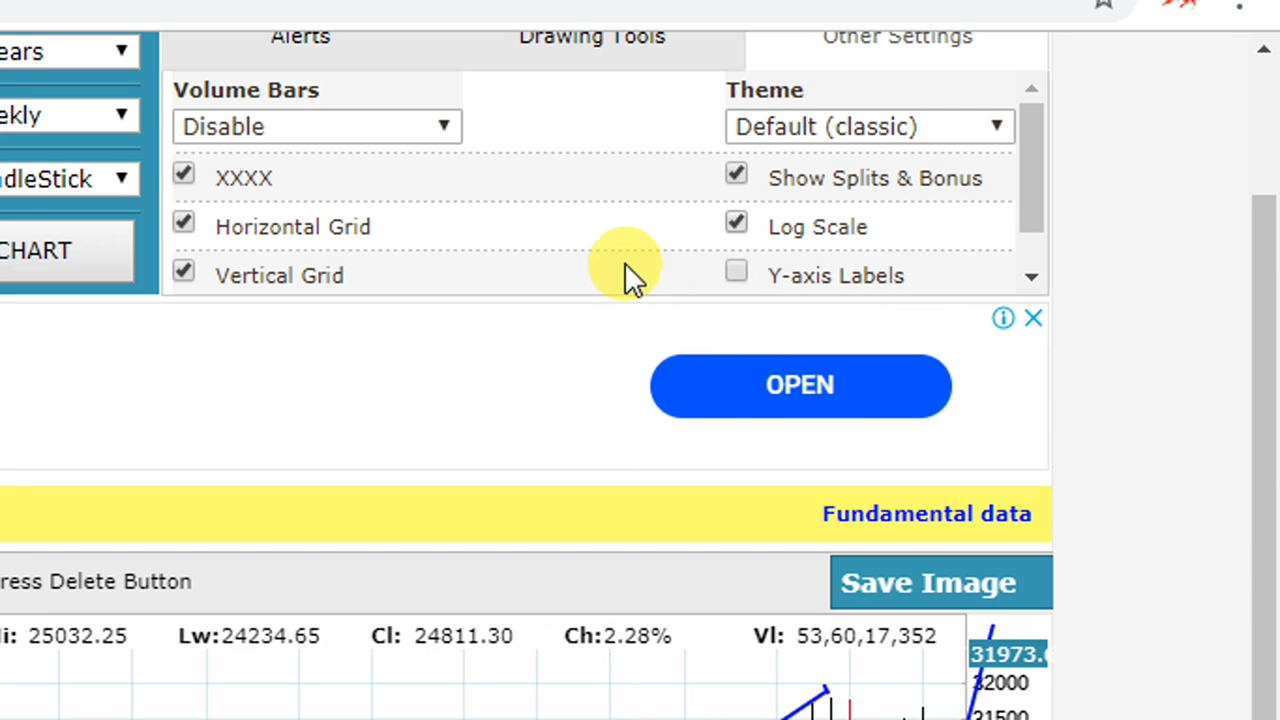 ears
Alerts
Drawing Tools
Other Settings
Volume Bars
Theme
ekly
Disable
Default (classic)
dleStick
XXXX
Show Splits & Bonus
Horizontal Grid
Log Scale
CHART
Vertical Grid
Y-axis Labels
OPEN
Fundamental data
ress Delete Button
Save Image
Hi: 25032.25 Lw:24234.65 Cl: 24811.30 Ch:2.28% Vl: 53,60,17,352
31973.6
32000
31500